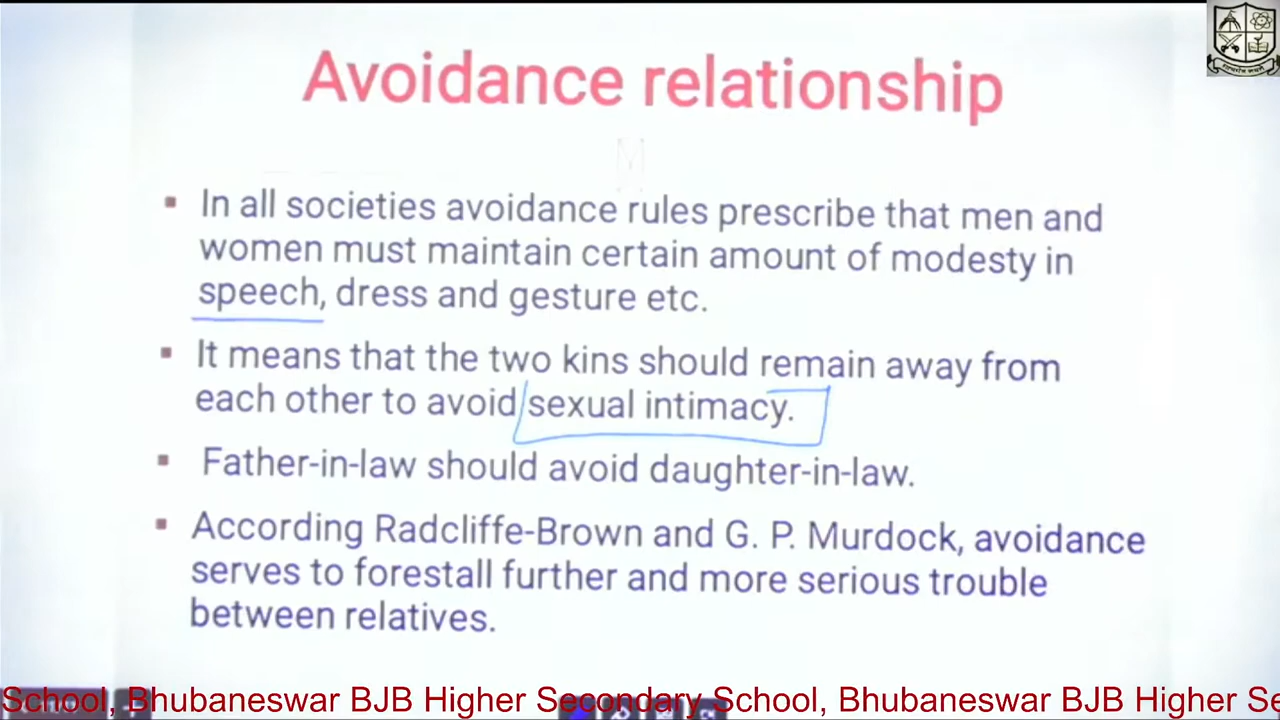 Avoidance relationship
In all societies avoidance rules prescribe that men and
women must maintain certain amount of modesty in
speech, dress and gesture etc.
It means that the two kins should remain away from
each other to avoid sexual intimacy.
Father-in-law should avoid daughter-in-law.
According Radcliffe-Brown and G. P. Murdock, avoidance
serves to forestall further and more serious trouble
between relatives.
School, Bhubaneswar BJB Higher Secondary School, Bhubaneswar BJB Higher Se